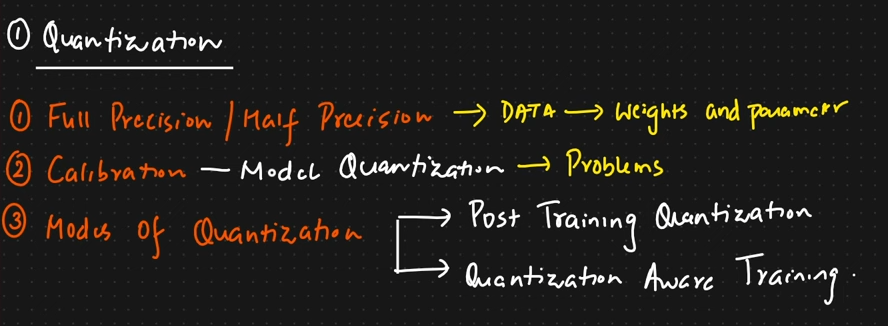 ① Quantization
① Full Precision / Half Precision → DATA → Weights and parameter
② Calibration — Model Quantization → Problems
③ Modes Of Quantization → Post Training Quantization
→ Quantization Aware Training.